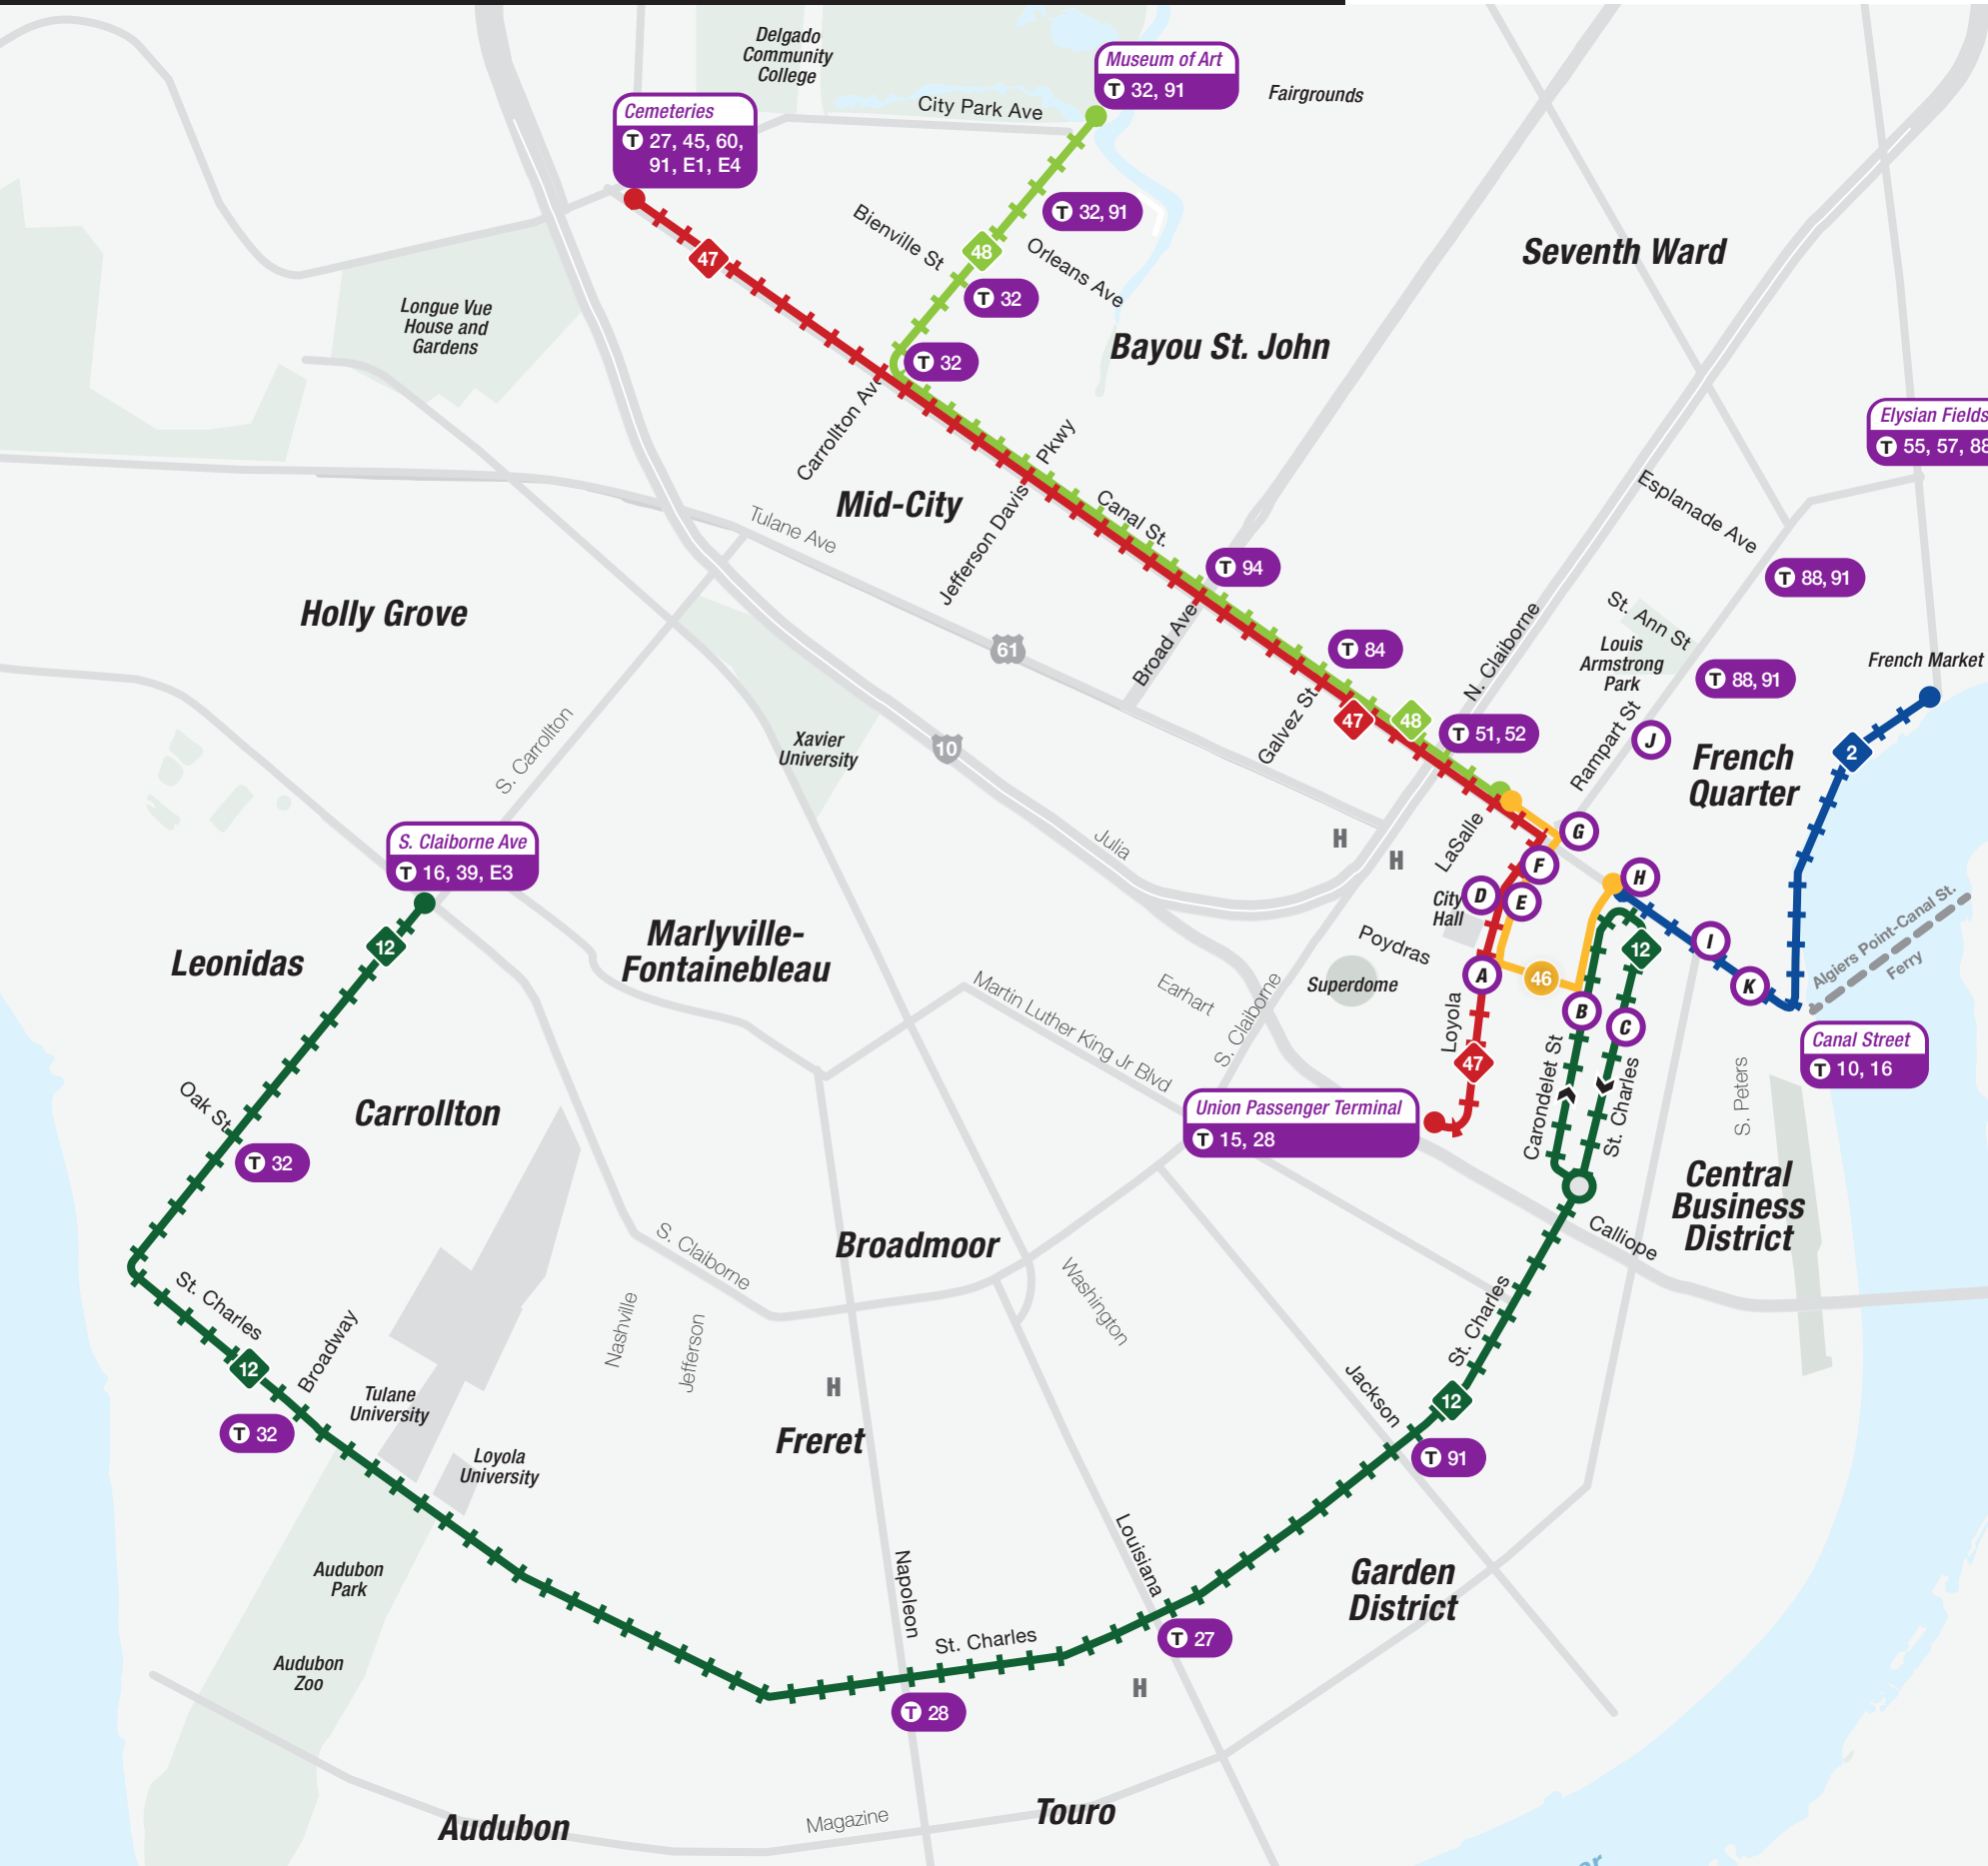 Delgado
Community
College
Museum of Art
T 32, 91
Fairgrounds
City Park Ave
Cemeteries
T 27, 45, 60,
91, E1, E4
T 32, 91
Bienville St
48
Orleans Ave
47
T 32
Seventh Ward
Longue Vue
House and
Gardens
T 32
Bayou St. John
Carrollton Ave
Elysian Fields
T 55, 57, 88
Jefferson Davis Pkwy
Mid-City
Canal St.
Tulane Ave
Esplanade Ave
T 94
T 88, 91
Holly Grove
61
Broad Ave
T 84
N. Claiborne
St. Ann St
Louis
Armstrong
Park
French Market
T 88, 91
Galvez St
47
48
T 51, 52
Rampart St
J
Xavier
University
10
S. Carrollton
French
Quarter
2
S. Claiborne Ave
T 16, 39, E3
Julia
H
H
LaSalle
G
F
H
D
E
City
Hall
12
Leonidas
Marlyville-
Fontainebleau
Poydras
12
I
Algiers Point-Canal St.
Ferry
Superdome
A
46
K
Martin Luther King Jr Blvd
Earhart
S. Claiborne
Loyola
B
C
Canal Street
T 10, 16
47
Oak St.
Carrollton
Union Passenger Terminal
T 15, 28
Carondelet St
St. Charles
S. Peters
T 32
Central
Business
District
Calliope
S. Claiborne
Broadmoor
Washington
St. Charles
Nashville
Jefferson
St. Charles
12
Broadway
H
Tulane
University
Jackson
12
T 32
Freret
T 91
Loyola
University
Audubon
Park
Napoleon
Louisiana
Garden
District
St. Charles
T 27
Audubon
Zoo
H
T 28
Audubon
Magazine
Touro